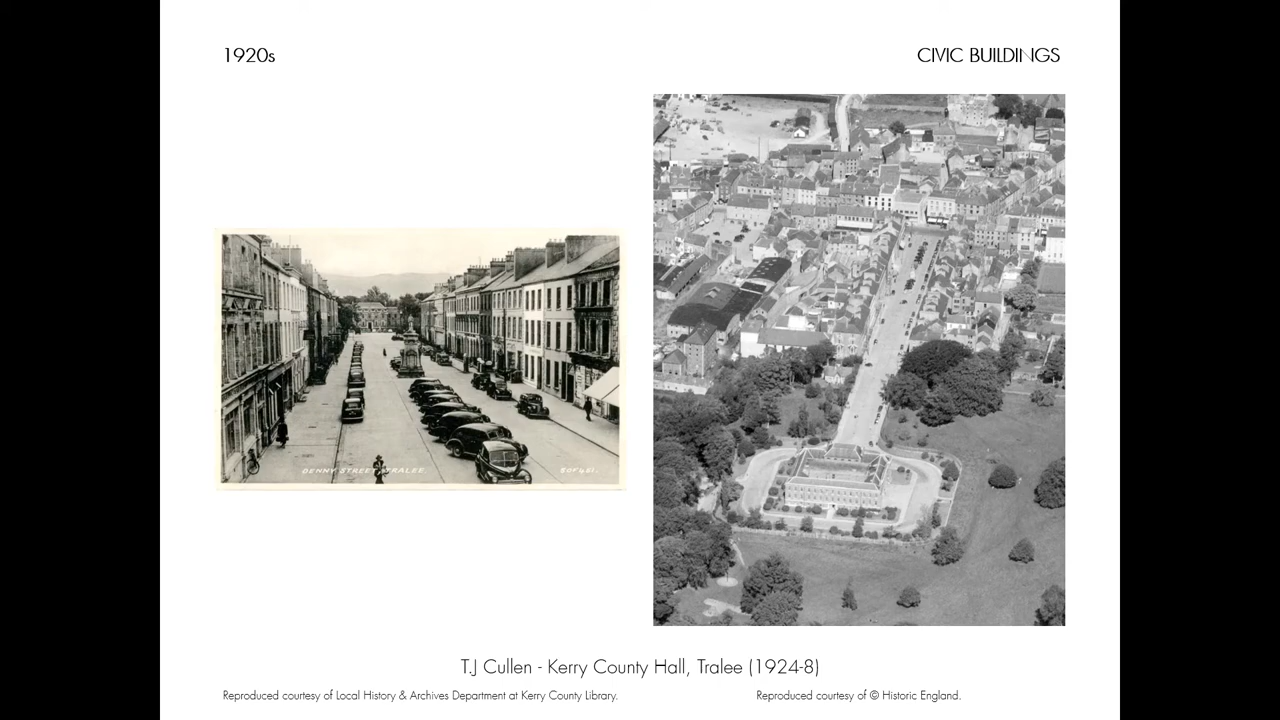 1920s
CIVIC BUILDINGS
DENNY STREET, TRALEE.
T.J Cullen - Kerry County Hall, Tralee (1924-8)
Reproduced courtesy of Local History & Archives Department at Kerry County Library.
Reproduced courtesy of © Historic England.